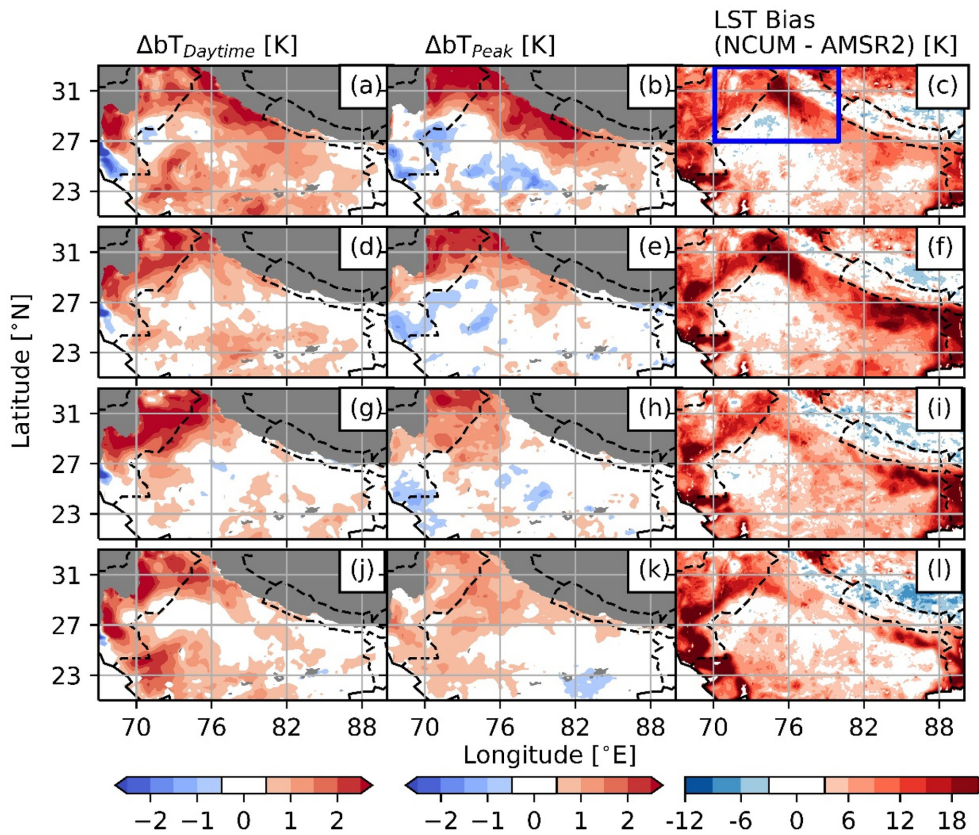 ΔbT_Daytime [K]
ΔbT_Peak [K]
LST Bias
(NCUM - AMSR2) [K]
(a)
(b)
(c)
31
27
23
(d)
(e)
(f)
31
27
23
(g)
(h)
(i)
31
27
23
(j)
(k)
(l)
31
27
23
Latitude [°N]
70 76 82 88
70 76 82 88
70 76 82 88
Longitude [°E]
−2 −1 0 1 2
−2 −1 0 1 2
-12 -6 0 6 12 18